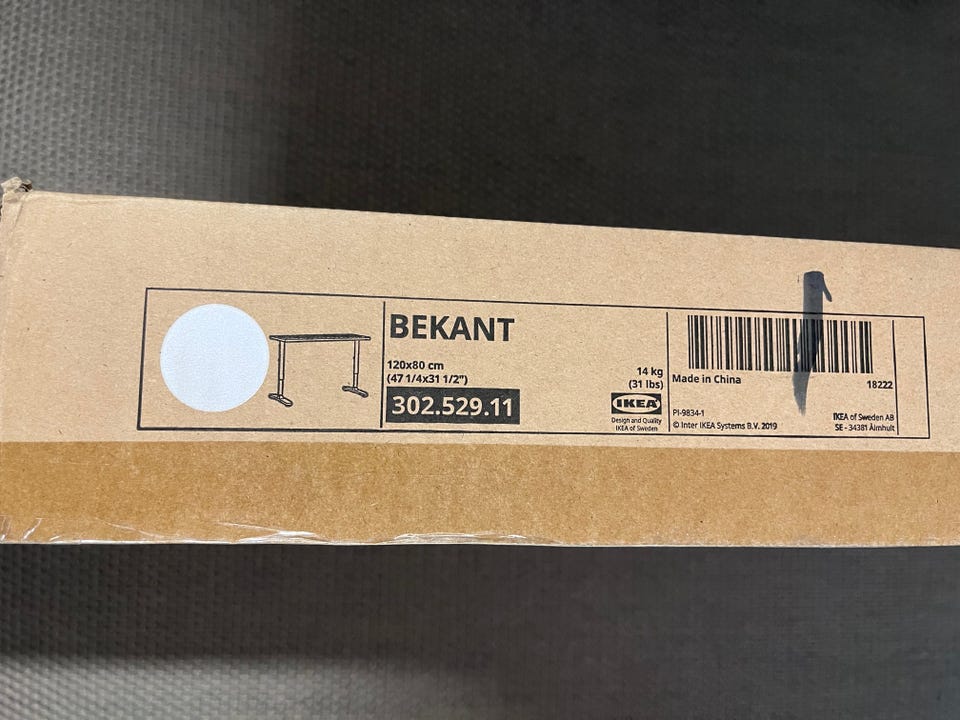 BEKANT
120x80 cm
(47 1/4x31 1/2")
302.529.11
14 kg
(31 lbs)
IKEA
Design and Quality
IKEA of Sweden
Made in China
18222
PI-9834-1
© Inter IKEA Systems B.V. 2019
IKEA of Sweden AB
SE - 34381 Älmhult